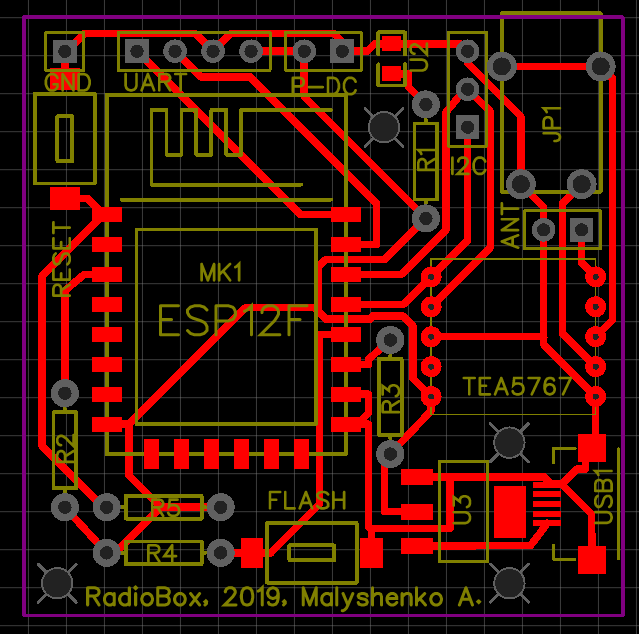 GND
UART
P-DC
U2
JP1
R1
I2C
ANT
RESET
MK1
ESP12F
TEA5767
R3
R2
R5
FLASH
U3
USB1
R4
RadioBox, 2019, Malyshenko A.